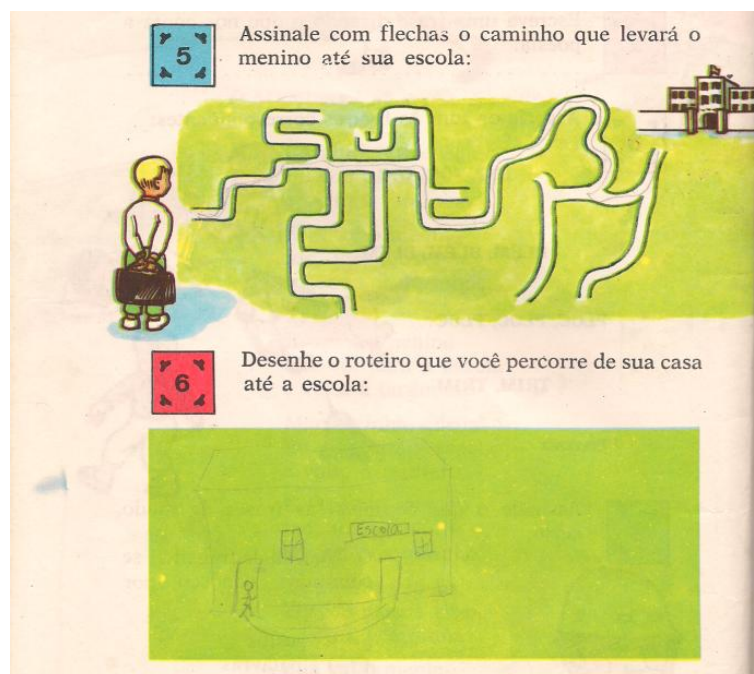 5
Assinale com flechas o caminho que levará o
menino até sua escola:
6
Desenhe o roteiro que você percorre de sua casa
até a escola:
ESCOLA